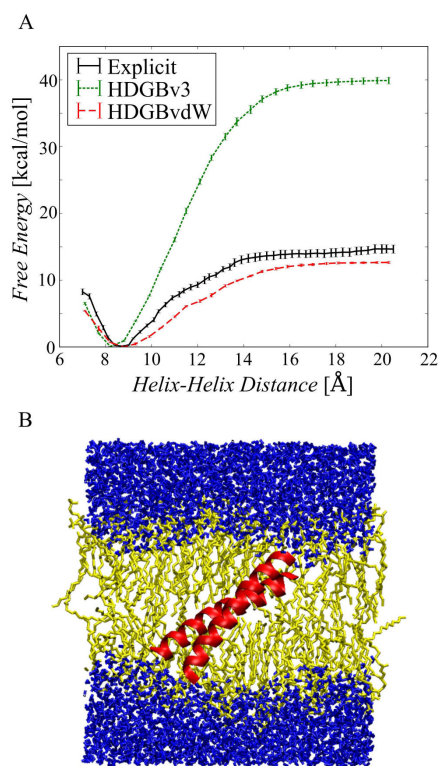 A
Explicit
HDGBv3
HDGBvdW
Free Energy [kcal/mol]
40
30
20
10
0
6 8 10 12 14 16 18 20 22
Helix-Helix Distance [Å]
B